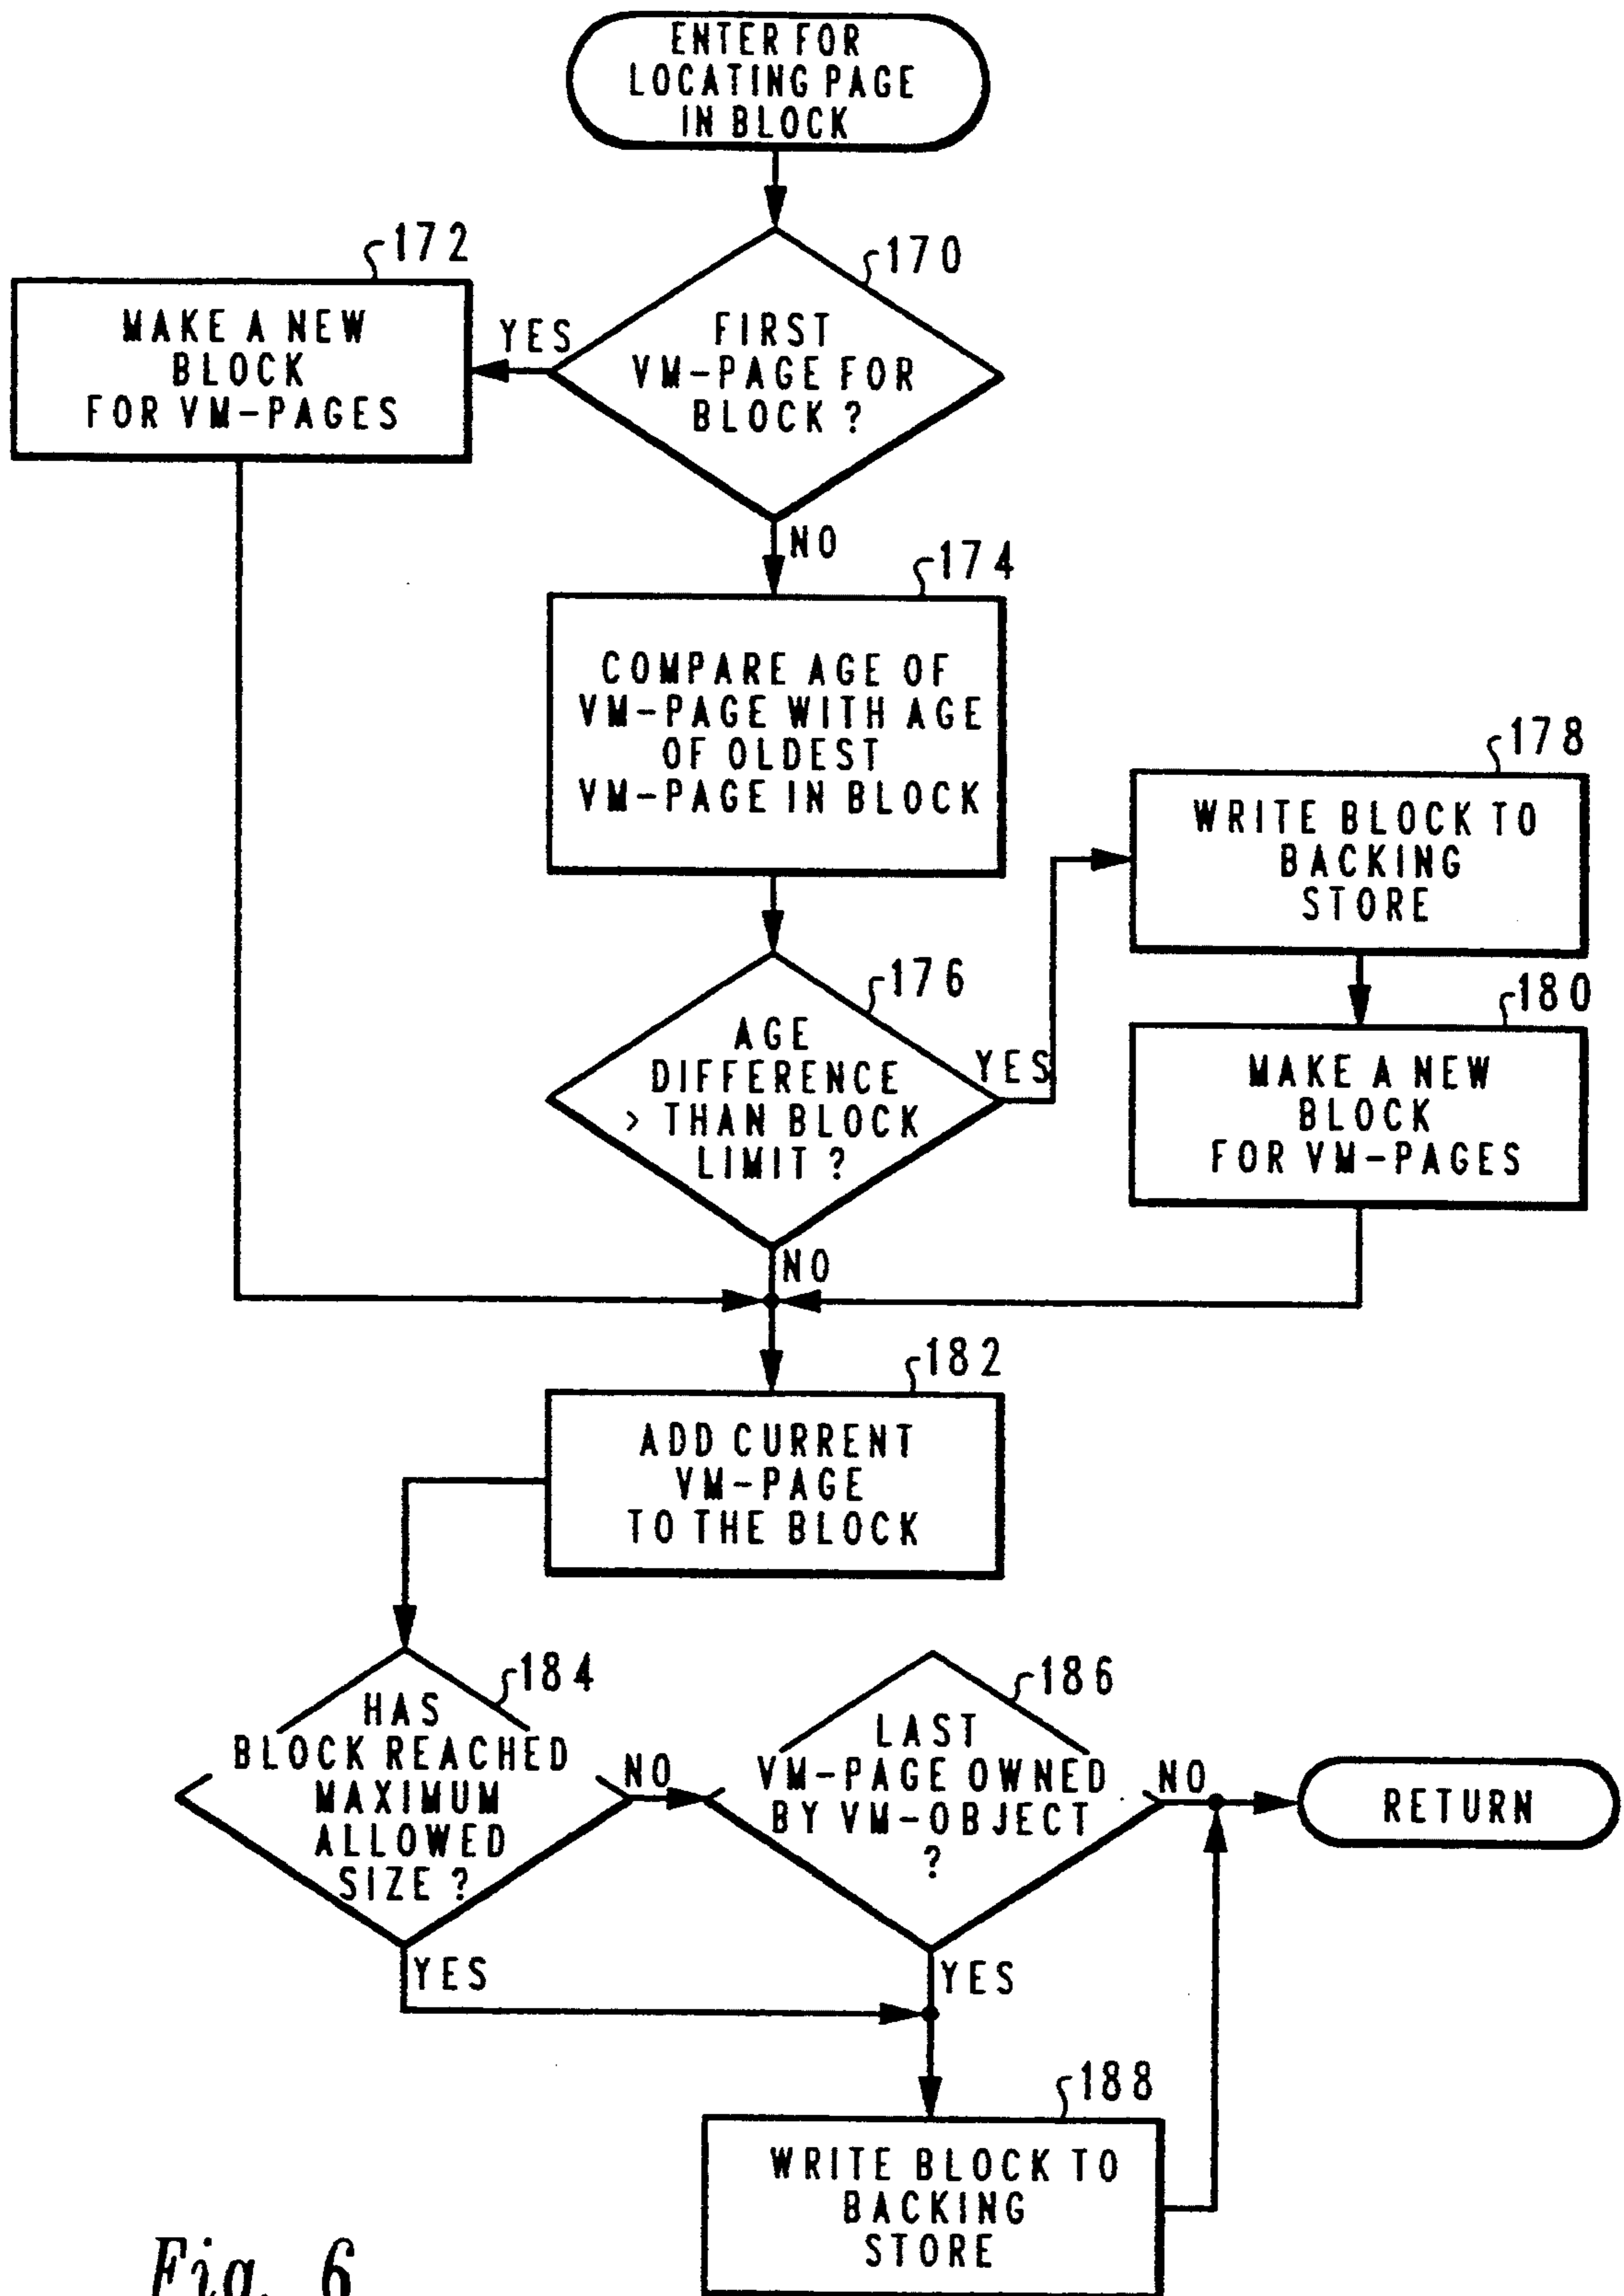 ENTER FOR
LOCATING PAGE
IN BLOCK
172
170
MAKE A NEW
BLOCK
FOR VM-PAGES
YES
FIRST
VM-PAGE FOR
BLOCK ?
NO
174
COMPARE AGE OF
VM-PAGE WITH AGE
OF OLDEST
VM-PAGE IN BLOCK
178
WRITE BLOCK TO
BACKING
STORE
176
AGE
DIFFERENCE
> THAN BLOCK
LIMIT ?
YES
180
MAKE A NEW
BLOCK
FOR VM-PAGES
NO
182
ADD CURRENT
VM-PAGE
TO THE BLOCK
184
HAS
BLOCK REACHED
MAXIMUM
ALLOWED
SIZE ?
NO
186
LAST
VM-PAGE OWNED
BY VM-OBJECT
?
NO
RETURN
YES
YES
188
WRITE BLOCK TO
BACKING
STORE
Fig. 6